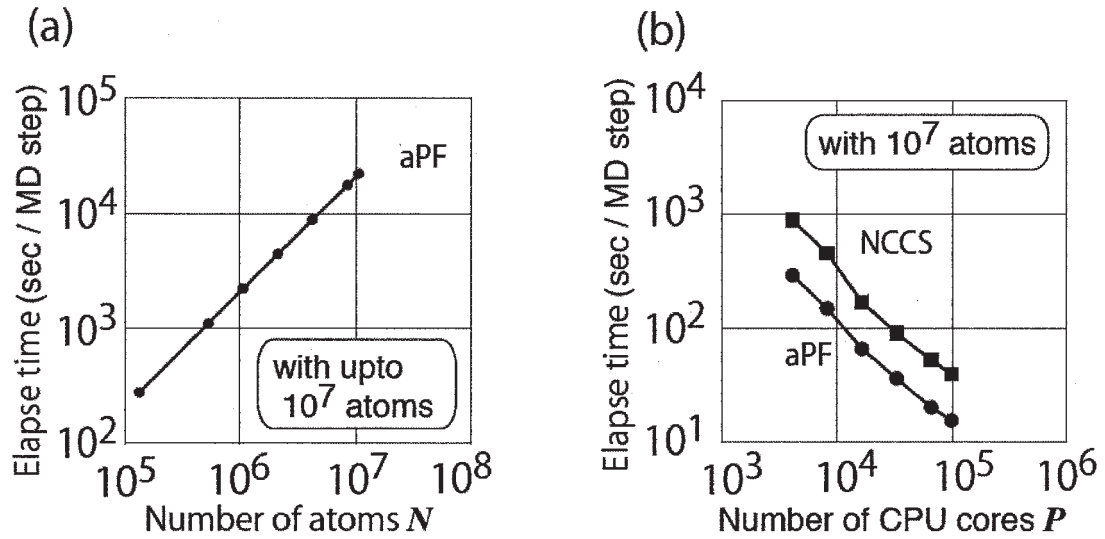 (a)
Elapse time (sec / MD step)
10^5
10^4
10^3
10^2
aPF
with upto
10^7 atoms
10^5 10^6 10^7 10^8
Number of atoms N
(b)
Elapse time (sec / MD step)
10^4
10^3
10^2
10^1
with 10^7 atoms
NCCS
aPF
10^3 10^4 10^5 10^6
Number of CPU cores P